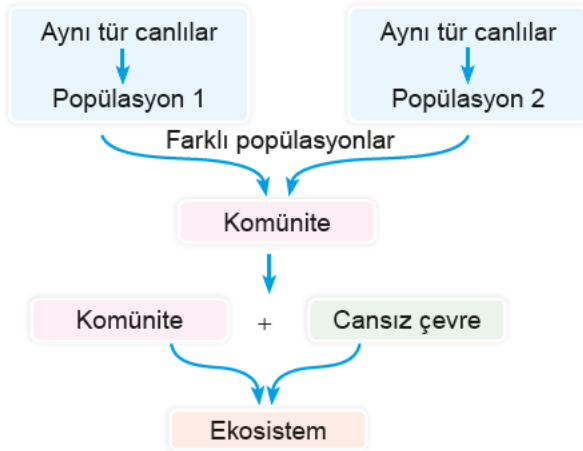 Aynı tür canlılar
Aynı tür canlılar
Popülasyon 1
Popülasyon 2
Farklı popülasyonlar
Komünite
Komünite + Cansız çevre
Ekosistem